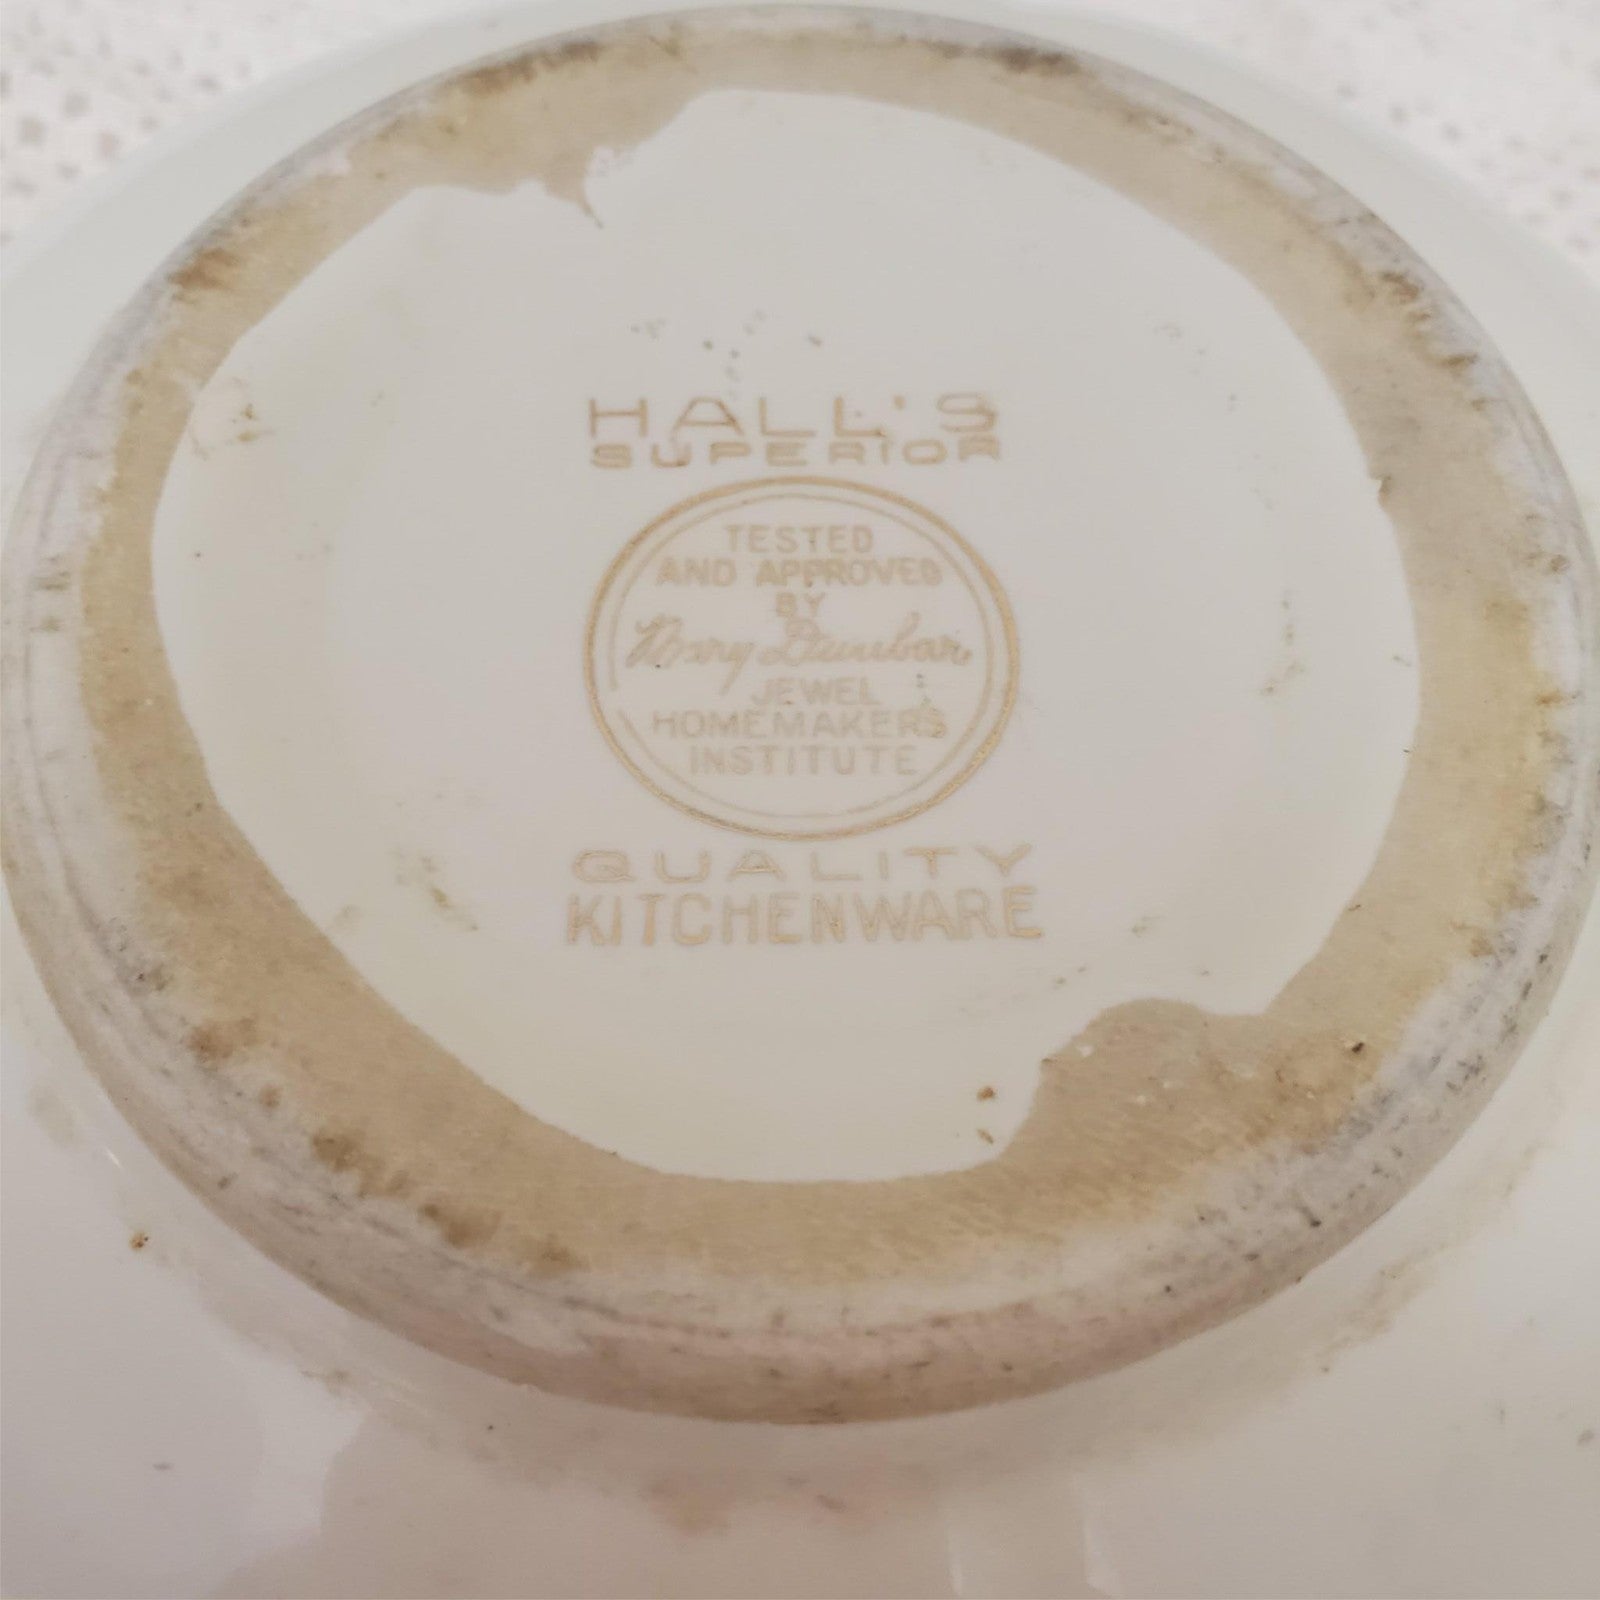 HALL'S
SUPERIOR
TESTED
AND APPROVED
BY
Mary Dunbar
JEWEL
HOMEMAKERS
INSTITUTE
QUALITY
KITCHENWARE